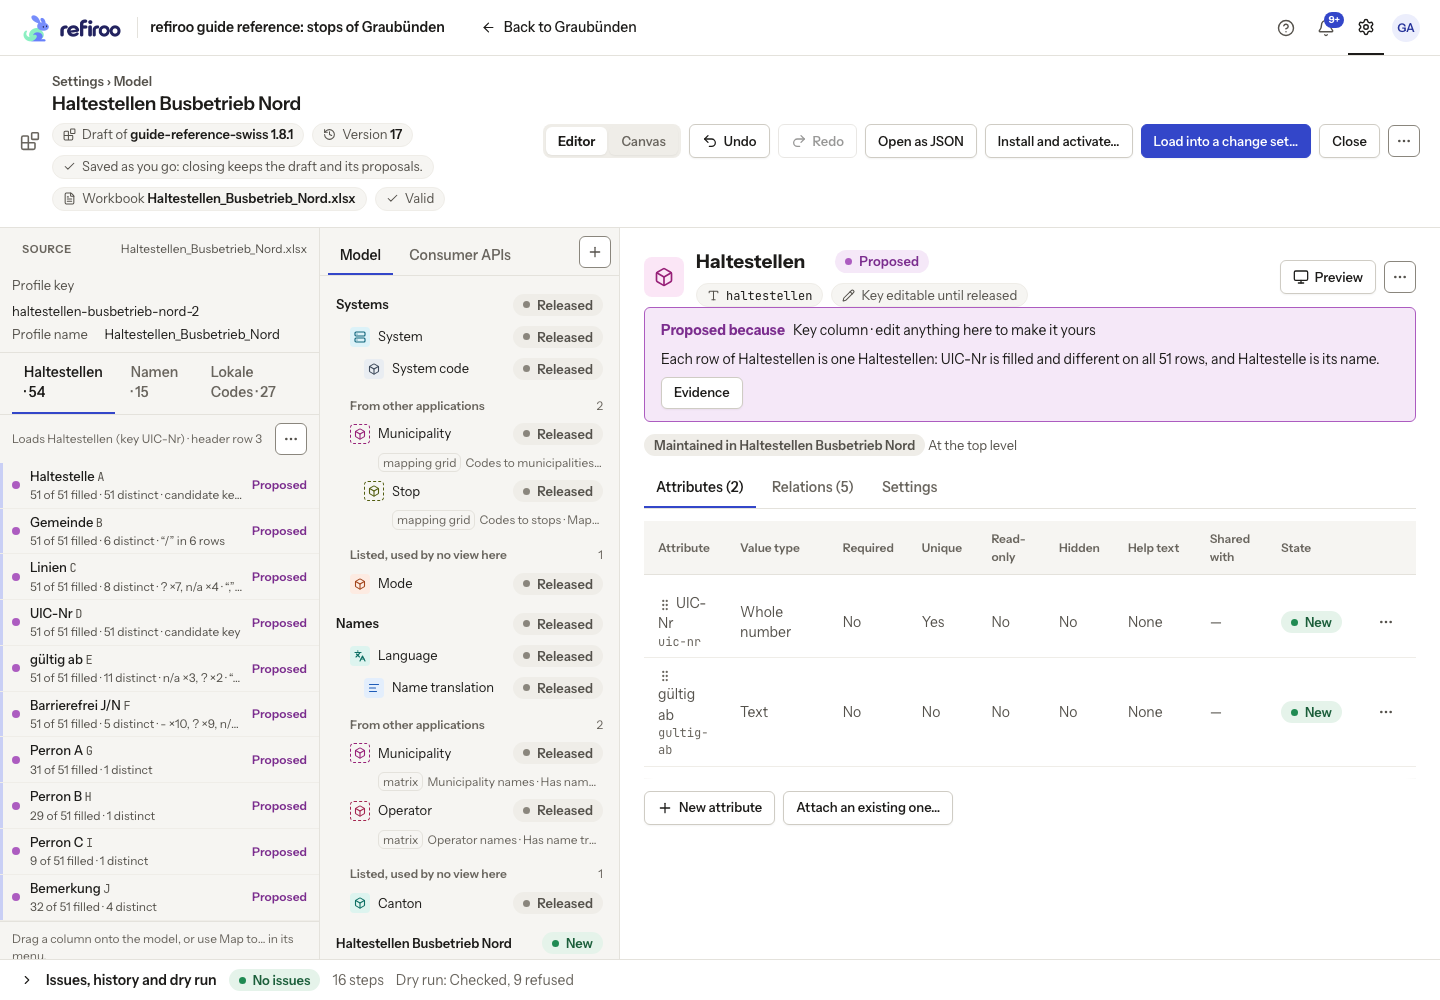 refiroo
refiroo guide reference: stops of Graubünden
Back to Graubünden
9+
GA
Settings › Model
Haltestellen Busbetrieb Nord
Draft of guide-reference-swiss 1.8.1
Version 17
Saved as you go: closing keeps the draft and its proposals.
Workbook Haltestellen_Busbetrieb_Nord.xlsx
Valid
Editor
Canvas
Undo
Redo
Open as JSON
Install and activate...
Load into a change set...
Close
SOURCE
Haltestellen_Busbetrieb_Nord.xlsx
Profile key
haltestellen-busbetrieb-nord-2
Profile name Haltestellen_Busbetrieb_Nord
Haltestellen
· 54
Namen
· 15
Lokale
Codes · 27
Loads Haltestellen (key UIC-Nr) · header row 3
Haltestelle A
51 of 51 filled · 51 distinct · candidate ke...
Proposed
Gemeinde B
51 of 51 filled · 6 distinct · “/” in 6 rows
Proposed
Linien C
51 of 51 filled · 8 distinct · ? ×7, n/a ×4 · “,”...
Proposed
UIC-Nr D
51 of 51 filled · 51 distinct · candidate key
Proposed
gültig ab E
51 of 51 filled · 11 distinct · n/a ×3, ? ×2 · “...
Proposed
Barrierefrei J/N F
51 of 51 filled · 5 distinct · - ×10, ? ×9, n/...
Proposed
Perron A G
31 of 51 filled · 1 distinct
Proposed
Perron B H
29 of 51 filled · 1 distinct
Proposed
Perron C I
9 of 51 filled · 1 distinct
Proposed
Bemerkung J
32 of 51 filled · 4 distinct
Proposed
Drag a column onto the model, or use Map to... in its
menu.
Model
Consumer APIs
Systems
Released
System
Released
System code
Released
From other applications
2
Municipality
Released
mapping grid Codes to municipalities...
Stop
Released
mapping grid Codes to stops · Map...
Listed, used by no view here
1
Mode
Released
Names
Released
Language
Released
Name translation
Released
From other applications
2
Municipality
Released
matrix Municipality names · Has nam...
Operator
Released
matrix Operator names · Has name tr...
Listed, used by no view here
1
Canton
Released
Haltestellen Busbetrieb Nord
New
Haltestellen
Proposed
haltestellen
Key editable until released
Preview
Proposed because Key column · edit anything here to make it yours
Each row of Haltestellen is one Haltestellen: UIC-Nr is filled and different on all 51 rows, and Haltestelle is its name.
Evidence
Maintained in Haltestellen Busbetrieb Nord At the top level
Attributes (2)
Relations (5)
Settings
Attribute
Value type
Required
Unique
Read-
only
Hidden
Help text
Shared
with
State
UIC-
Nr
uic-nr
Whole
number
No
Yes
No
No
None
—
New
gültig
ab
gultig-
ab
Text
No
No
No
No
None
—
New
New attribute
Attach an existing one...
Issues, history and dry run
No issues
16 steps
Dry run: Checked, 9 refused